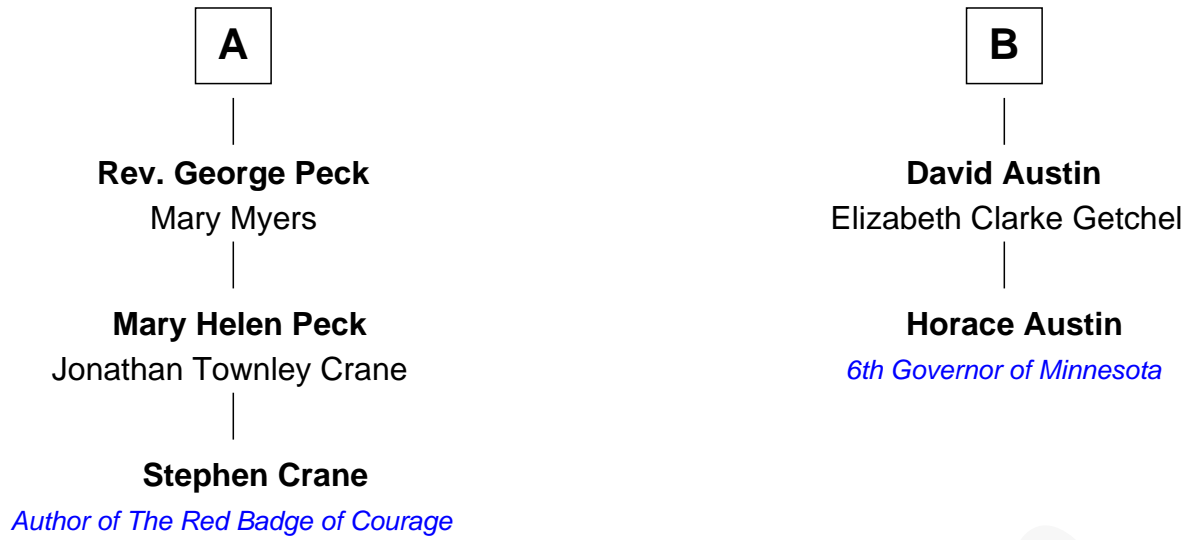 A
Rev. George Peck
Mary Myers
Mary Helen Peck
Jonathan Townley Crane
Stephen Crane
Author of The Red Badge of Courage
B
David Austin
Elizabeth Clarke Getchel
Horace Austin
6th Governor of Minnesota